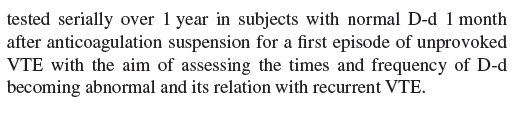 tested serially over 1 year in subjects with normal D-d 1 month
after anticoagulation suspension for a first episode of unprovoked
VTE with the aim of assessing the times and frequency of D-d
becoming abnormal and its relation with recurrent VTE.